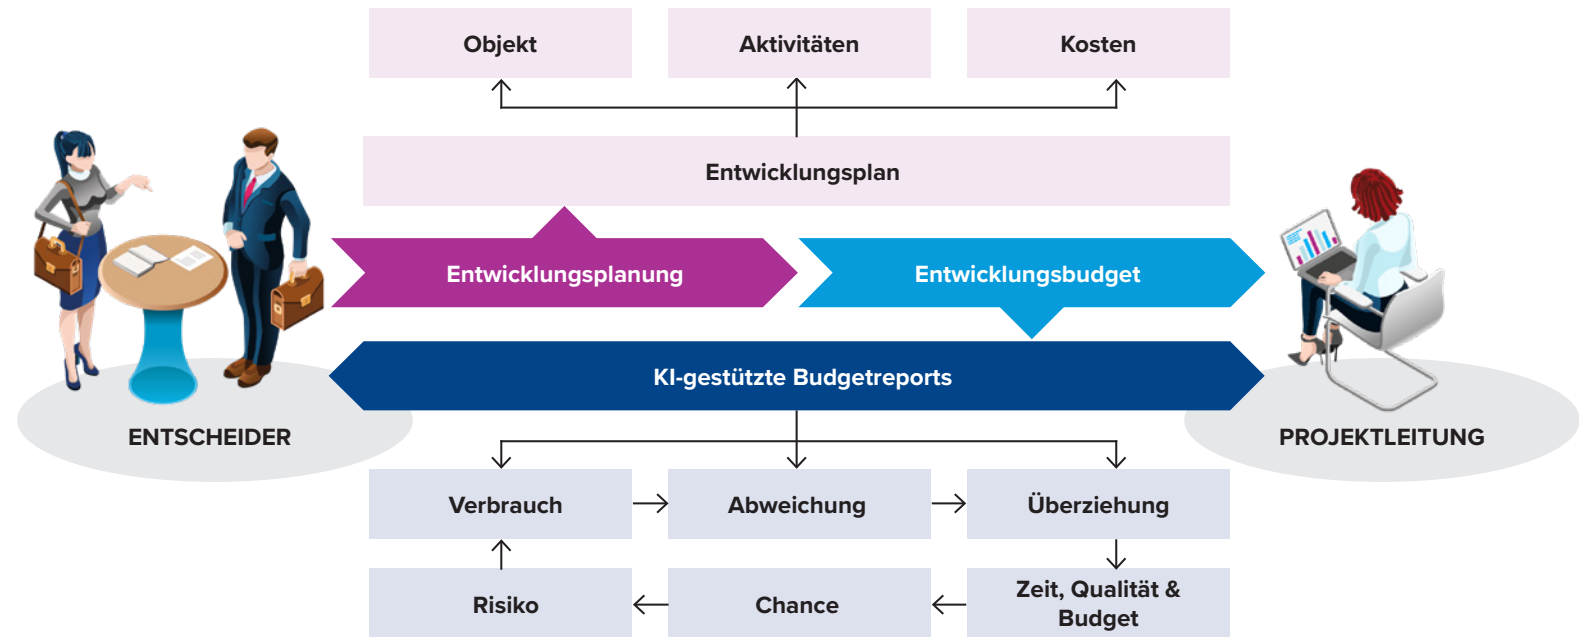 Objekt
Aktivitäten
Kosten
Entwicklungsplan
Entwicklungsplanung
Entwicklungsbudget
KI-gestützte Budgetreports
ENTSCHEIDER
PROJEKTLEITUNG
Verbrauch
Abweichung
Überziehung
Risiko
Chance
Zeit, Qualität &
Budget